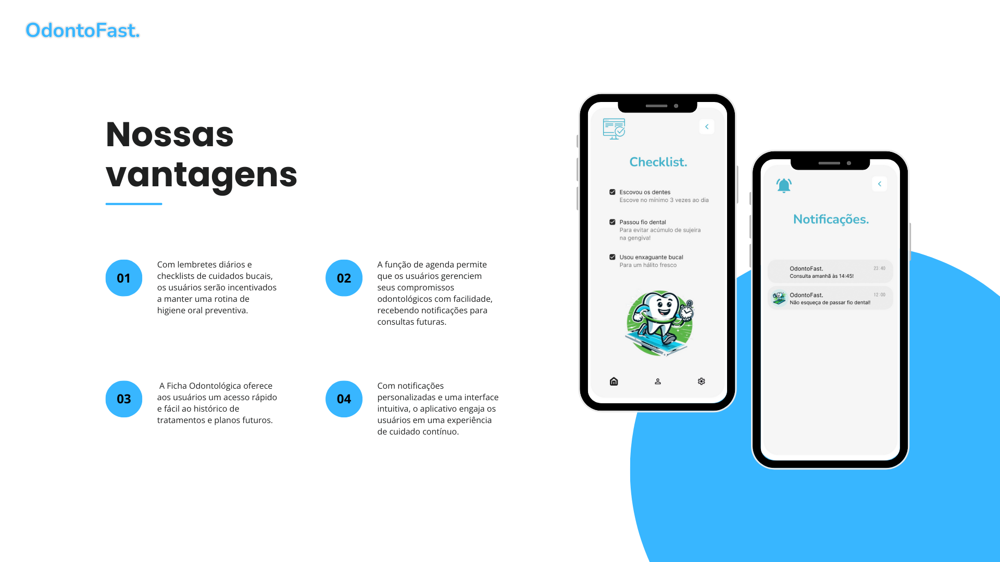 OdontoFast.
Nossas
vantagens
01
Com lembretes diários e
checklists de cuidados bucais,
os usuários serão incentivados
a manter uma rotina de
higiene oral preventiva.
02
A função de agenda permite
que os usuários gerenciem
seus compromissos
odontológicos com facilidade,
recebendo notificações para
consultas futuras.
03
A Ficha Odontológica oferece
aos usuários um acesso rápido
e fácil ao histórico de
tratamentos e planos futuros.
04
Com notificações
personalizadas e uma interface
intuitiva, o aplicativo engaja os
usuários em uma experiência
de cuidado contínuo.
Checklist.
Escovou os dentes
Escove no mínimo 3 vezes ao dia
Passou fio dental
Para evitar acúmulo de sujeira
na gengiva!
Usou enxaguante bucal
Para um hálito fresco
Notificações.
OdontoFast. 23:40
Consulta amanhã às 14:45!
OdontoFast. 12:00
Não esqueça de passar fio dental!